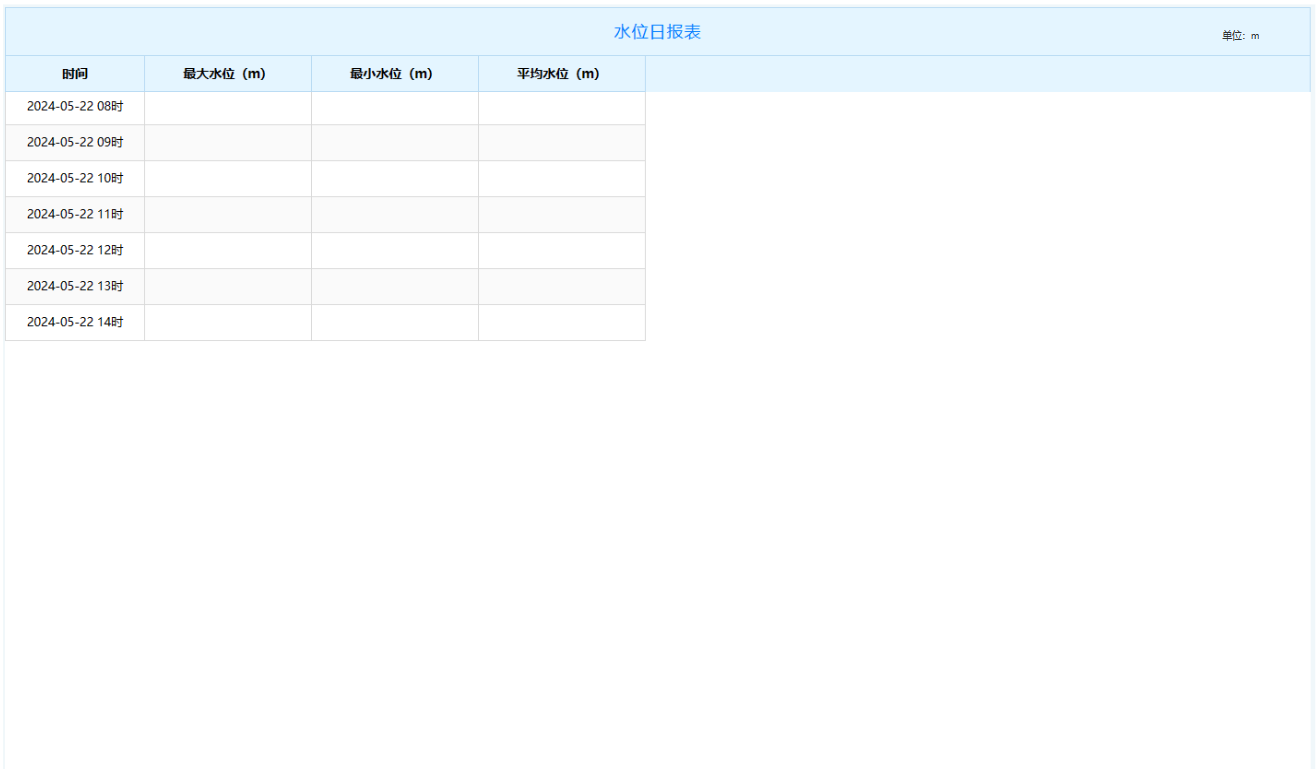 水位日报表
单位: m
时间 最大水位（m） 最小水位（m） 平均水位（m）
2024-05-22 08时
2024-05-22 09时
2024-05-22 10时
2024-05-22 11时
2024-05-22 12时
2024-05-22 13时
2024-05-22 14时